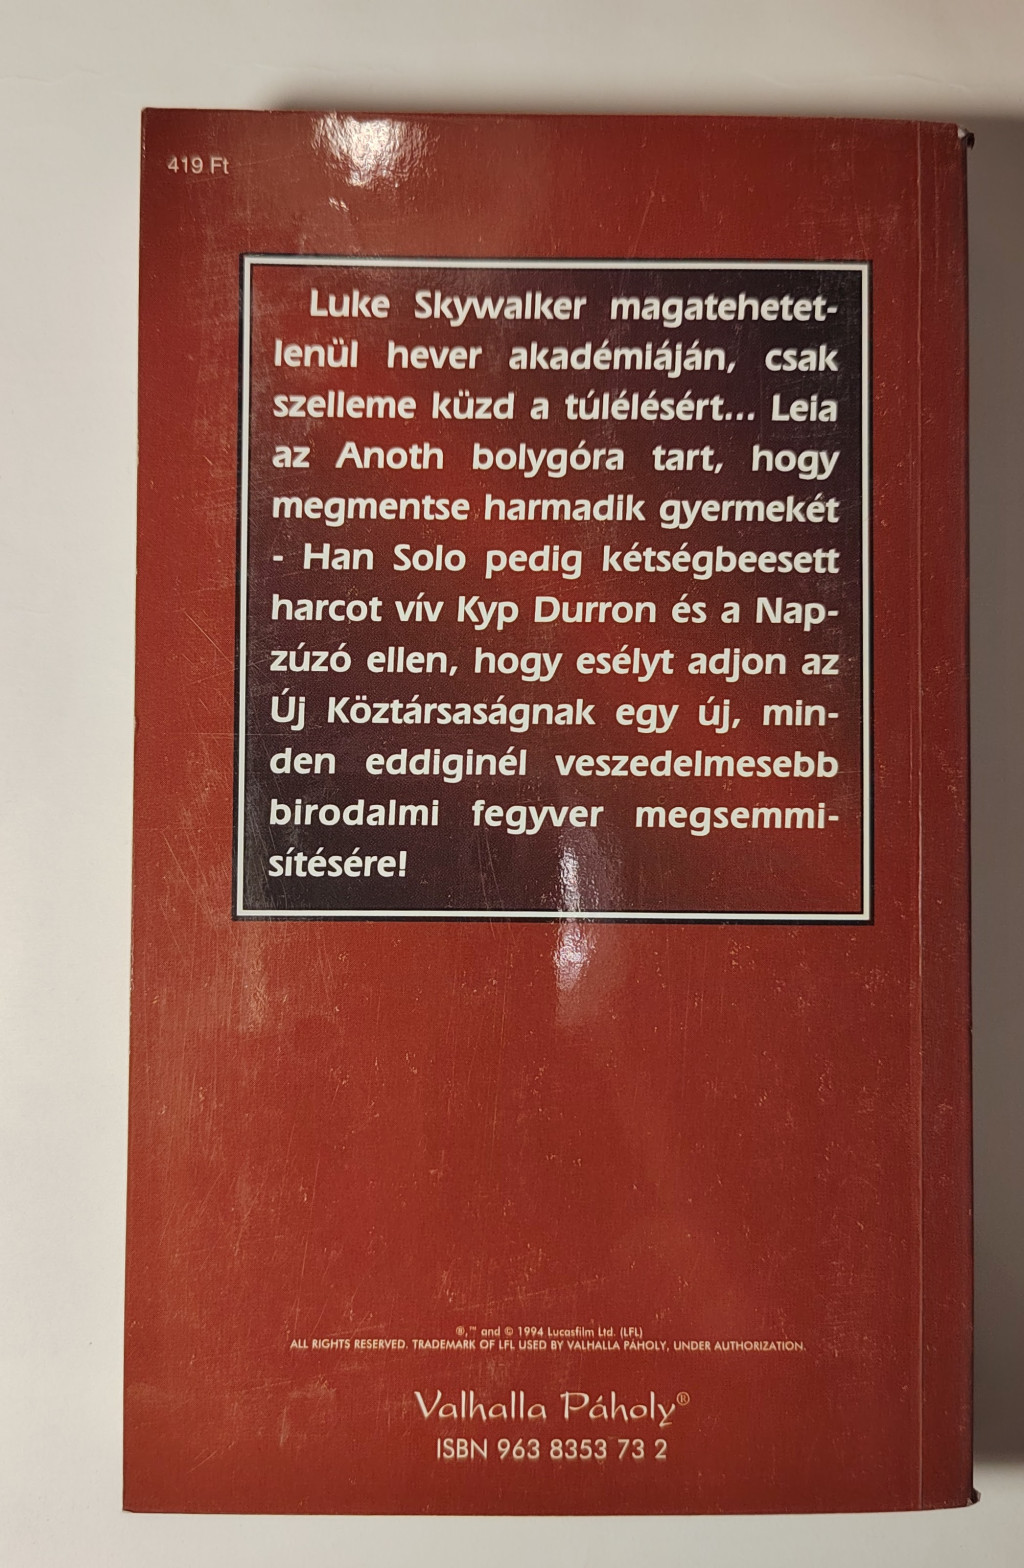 419 Ft
Luke Skywalker magatehetet-
lenül hever akadémiáján, csak
szelleme küzd a túlélésért... Leia
az Anoth bolygóra tart, hogy
megmentse harmadik gyermekét
- Han Solo pedig kétségbeesett
harcot vív Kyp Durron és a Nap-
zúzó ellen, hogy esélyt adjon az
Új Köztársaságnak egy új, min-
den eddiginél veszedelmesebb
birodalmi fegyver megsemmi-
sítésére!
®,™ and © 1994 Lucasfilm Ltd. (LFL)
ALL RIGHTS RESERVED. TRADEMARK OF LFL USED BY VALHALLA PÁHOLY, UNDER AUTHORIZATION.
Valhalla Páholy®
ISBN 963 8353 73 2